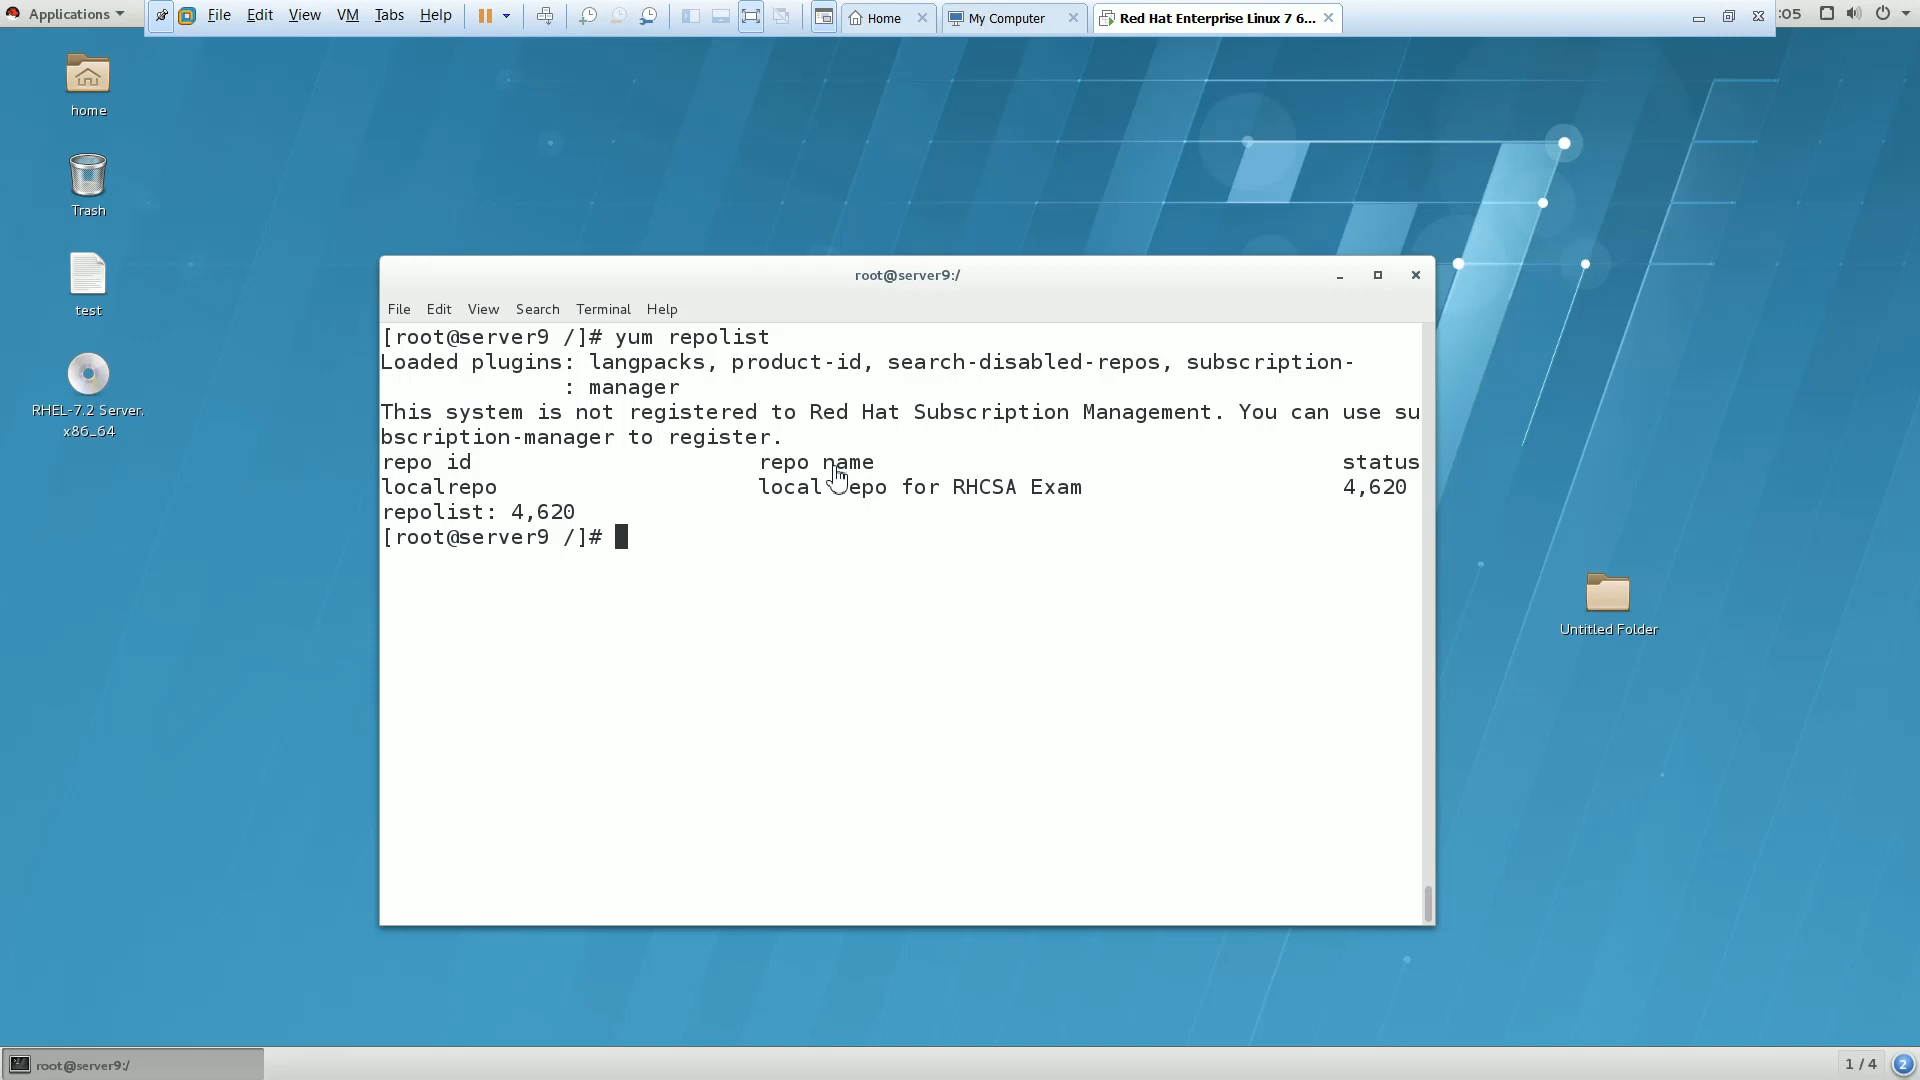 Applications
File Edit View VM Tabs Help
Home
My Computer
Red Hat Enterprise Linux 7 6...
:05
home
Trash
test
RHEL-7.2 Server.
x86_64
root@server9:/
File Edit View Search Terminal Help
[root@server9 /]# yum repolist
Loaded plugins: langpacks, product-id, search-disabled-repos, subscription-
: manager
This system is not registered to Red Hat Subscription Management. You can use su
bscription-manager to register.
repo id repo name status
localrepo local repo for RHCSA Exam 4,620
repolist: 4,620
[root@server9 /]#
Untitled Folder
root@server9:/
1 / 4
2